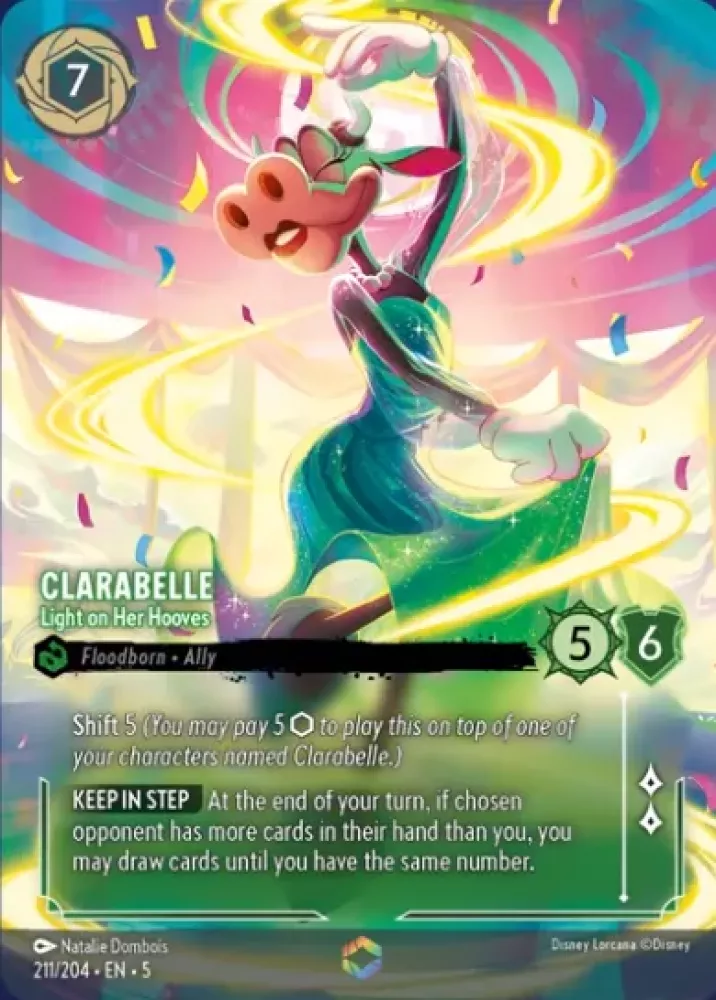 7
CLARABELLE
Light on Her Hooves
Floodborn • Ally
5 6
Shift 5 (You may pay 5 ⬡ to play this on top of one of
your characters named Clarabelle.)
KEEP IN STEP At the end of your turn, if chosen
opponent has more cards in their hand than you, you
may draw cards until you have the same number.
Natalie Dombois
Disney Lorcana ©Disney
211/204 • EN • 5